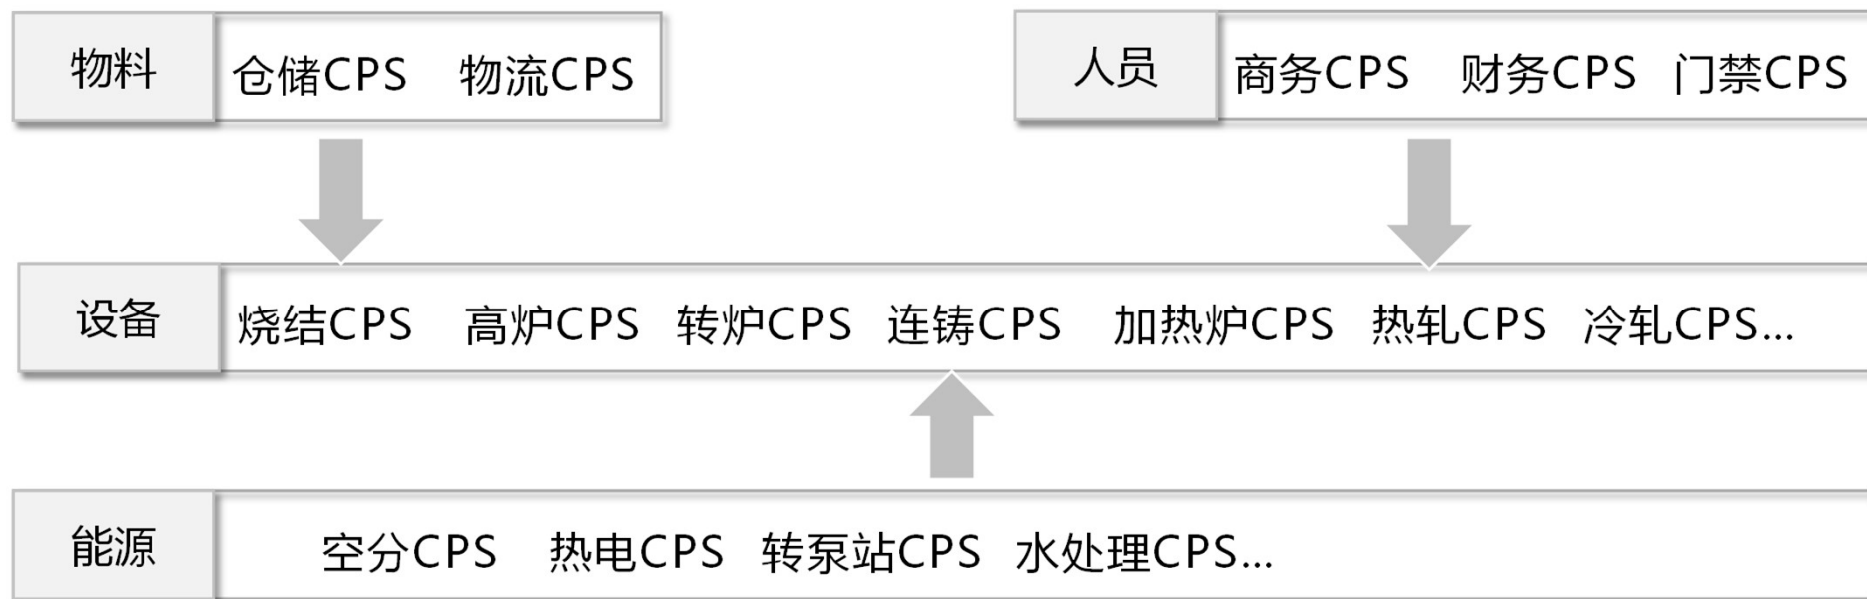 物料 仓储CPS 物流CPS
人员 商务CPS 财务CPS 门禁CPS
设备 烧结CPS 高炉CPS 转炉CPS 连铸CPS 加热炉CPS 热轧CPS 冷轧CPS...
能源 空分CPS 热电CPS 转泵站CPS 水处理CPS...